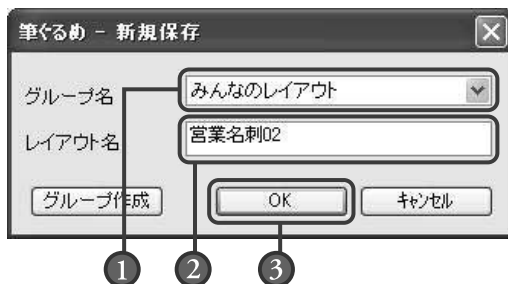 筆ぐるめ - 新規保存
グループ名
みんなのレイアウト
レイアウト名
営業名刺02
グループ作成
OK
キャンセル
1
2
3